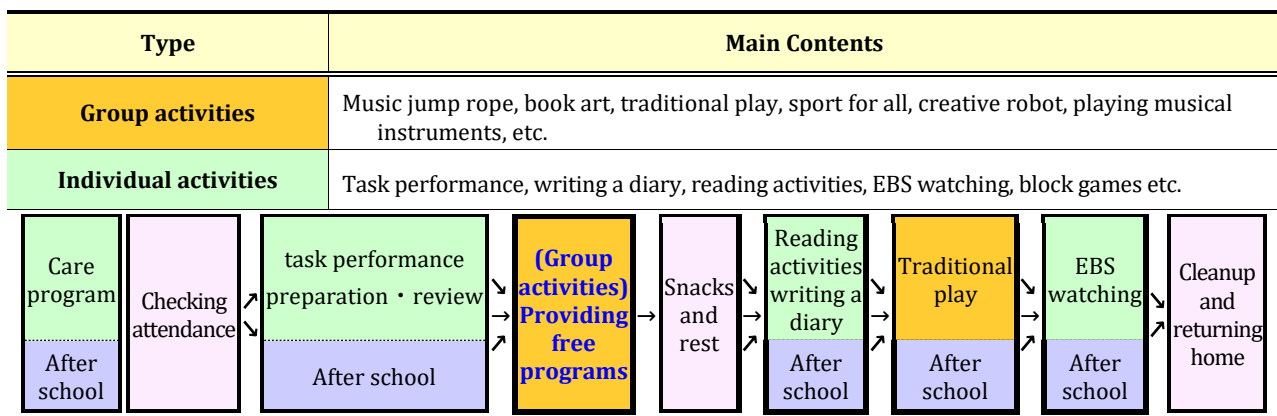 Type
Main Contents
Group activities
Music jump rope, book art, traditional play, sport for all, creative robot, playing musical
instruments, etc.
Individual activities
Task performance, writing a diary, reading activities, EBS watching, block games etc.
Care
program
After
school
Checking
attendance
↗
↘
task performance
preparation・review
After school
↘
→
↗
(Group
activities)
Providing
free
programs
→
Snacks
and
rest
↘
→
↗
Reading
activities
writing a
diary
After
school
↘
→
↗
Traditional
play
After
school
↘
→
↗
EBS
watching
After
school
↘
↗
Cleanup
and
returning
home